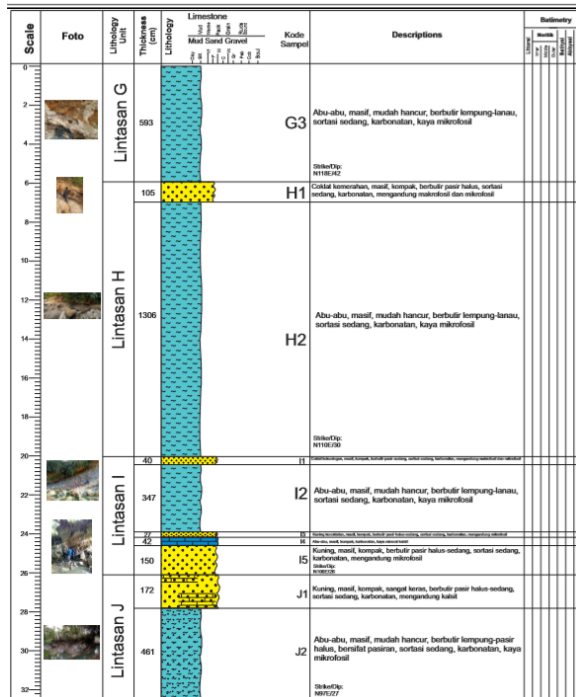 Scale
Foto
Lithology
Unit
Thickness
(cm)
Lithology
Limestone
Mud Sand Gravel
Kode
Sampel
Descriptions
Batimetry
Neritik
0
2
4
6
8
10
12
14
16
18
20
22
24
26
28
30
32
Lintasan G
593
G3
Abu-abu, masif, mudah hancur, berbutir lempung-lanau,
sortasi sedang, karbonatan, kaya mikrofosil
Strike/Dip:
N118E/42
Lintasan H
105
H1
Coklat kemerahan, masif, kompak, berbutir pasir halus, sortasi
sedang, karbonatan, mengandung makrofosil dan mikrofosil
1306
H2
Abu-abu, masif, mudah hancur, berbutir lempung-lanau,
sortasi sedang, karbonatan, kaya mikrofosil
Strike/Dip:
N110E/30
Lintasan I
40
I1
347
I2
Abu-abu, masif, mudah hancur, berbutir lempung-lanau,
sortasi sedang, karbonatan, kaya mikrofosil
27
42
150
I5
Kuning, masif, kompak, berbutir pasir halus-sedang, sortasi sedang,
karbonatan, mengandung mikrofosil
Strike/Dip:
Lintasan J
172
J1
Kuning, masif, kompak, sangat keras, berbutir pasir halus-sedang,
sortasi sedang, karbonatan, mengandung kalsit
461
J2
Abu-abu, masif, mudah hancur, berbutir lempung-pasir
halus, bersifat pasiran, sortasi sedang, karbonatan, kaya
mikrofosil
Strike/Dip:
N97E/27